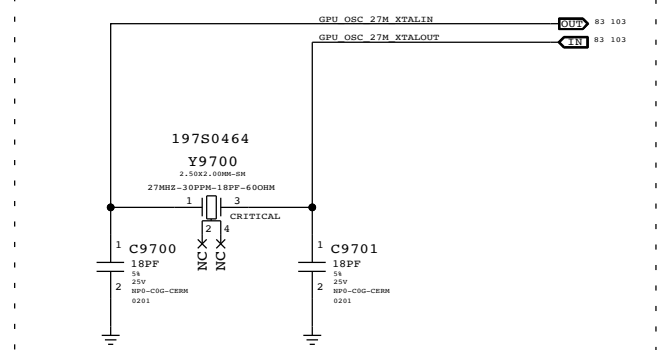 GPU_OSC_27M_XTALIN
OUT
83 103
GPU_OSC_27M_XTALOUT
IN
83 103
197S0464
Y9700
2.50X2.00MM-SM
27MHZ-30PPM-18PF-60OHM
1
3
CRITICAL
2
4
NC
NC
1
C9700
18PF
5%
25V
2
NP0-C0G-CERM
0201
1
C9701
18PF
5%
25V
2
NP0-C0G-CERM
0201